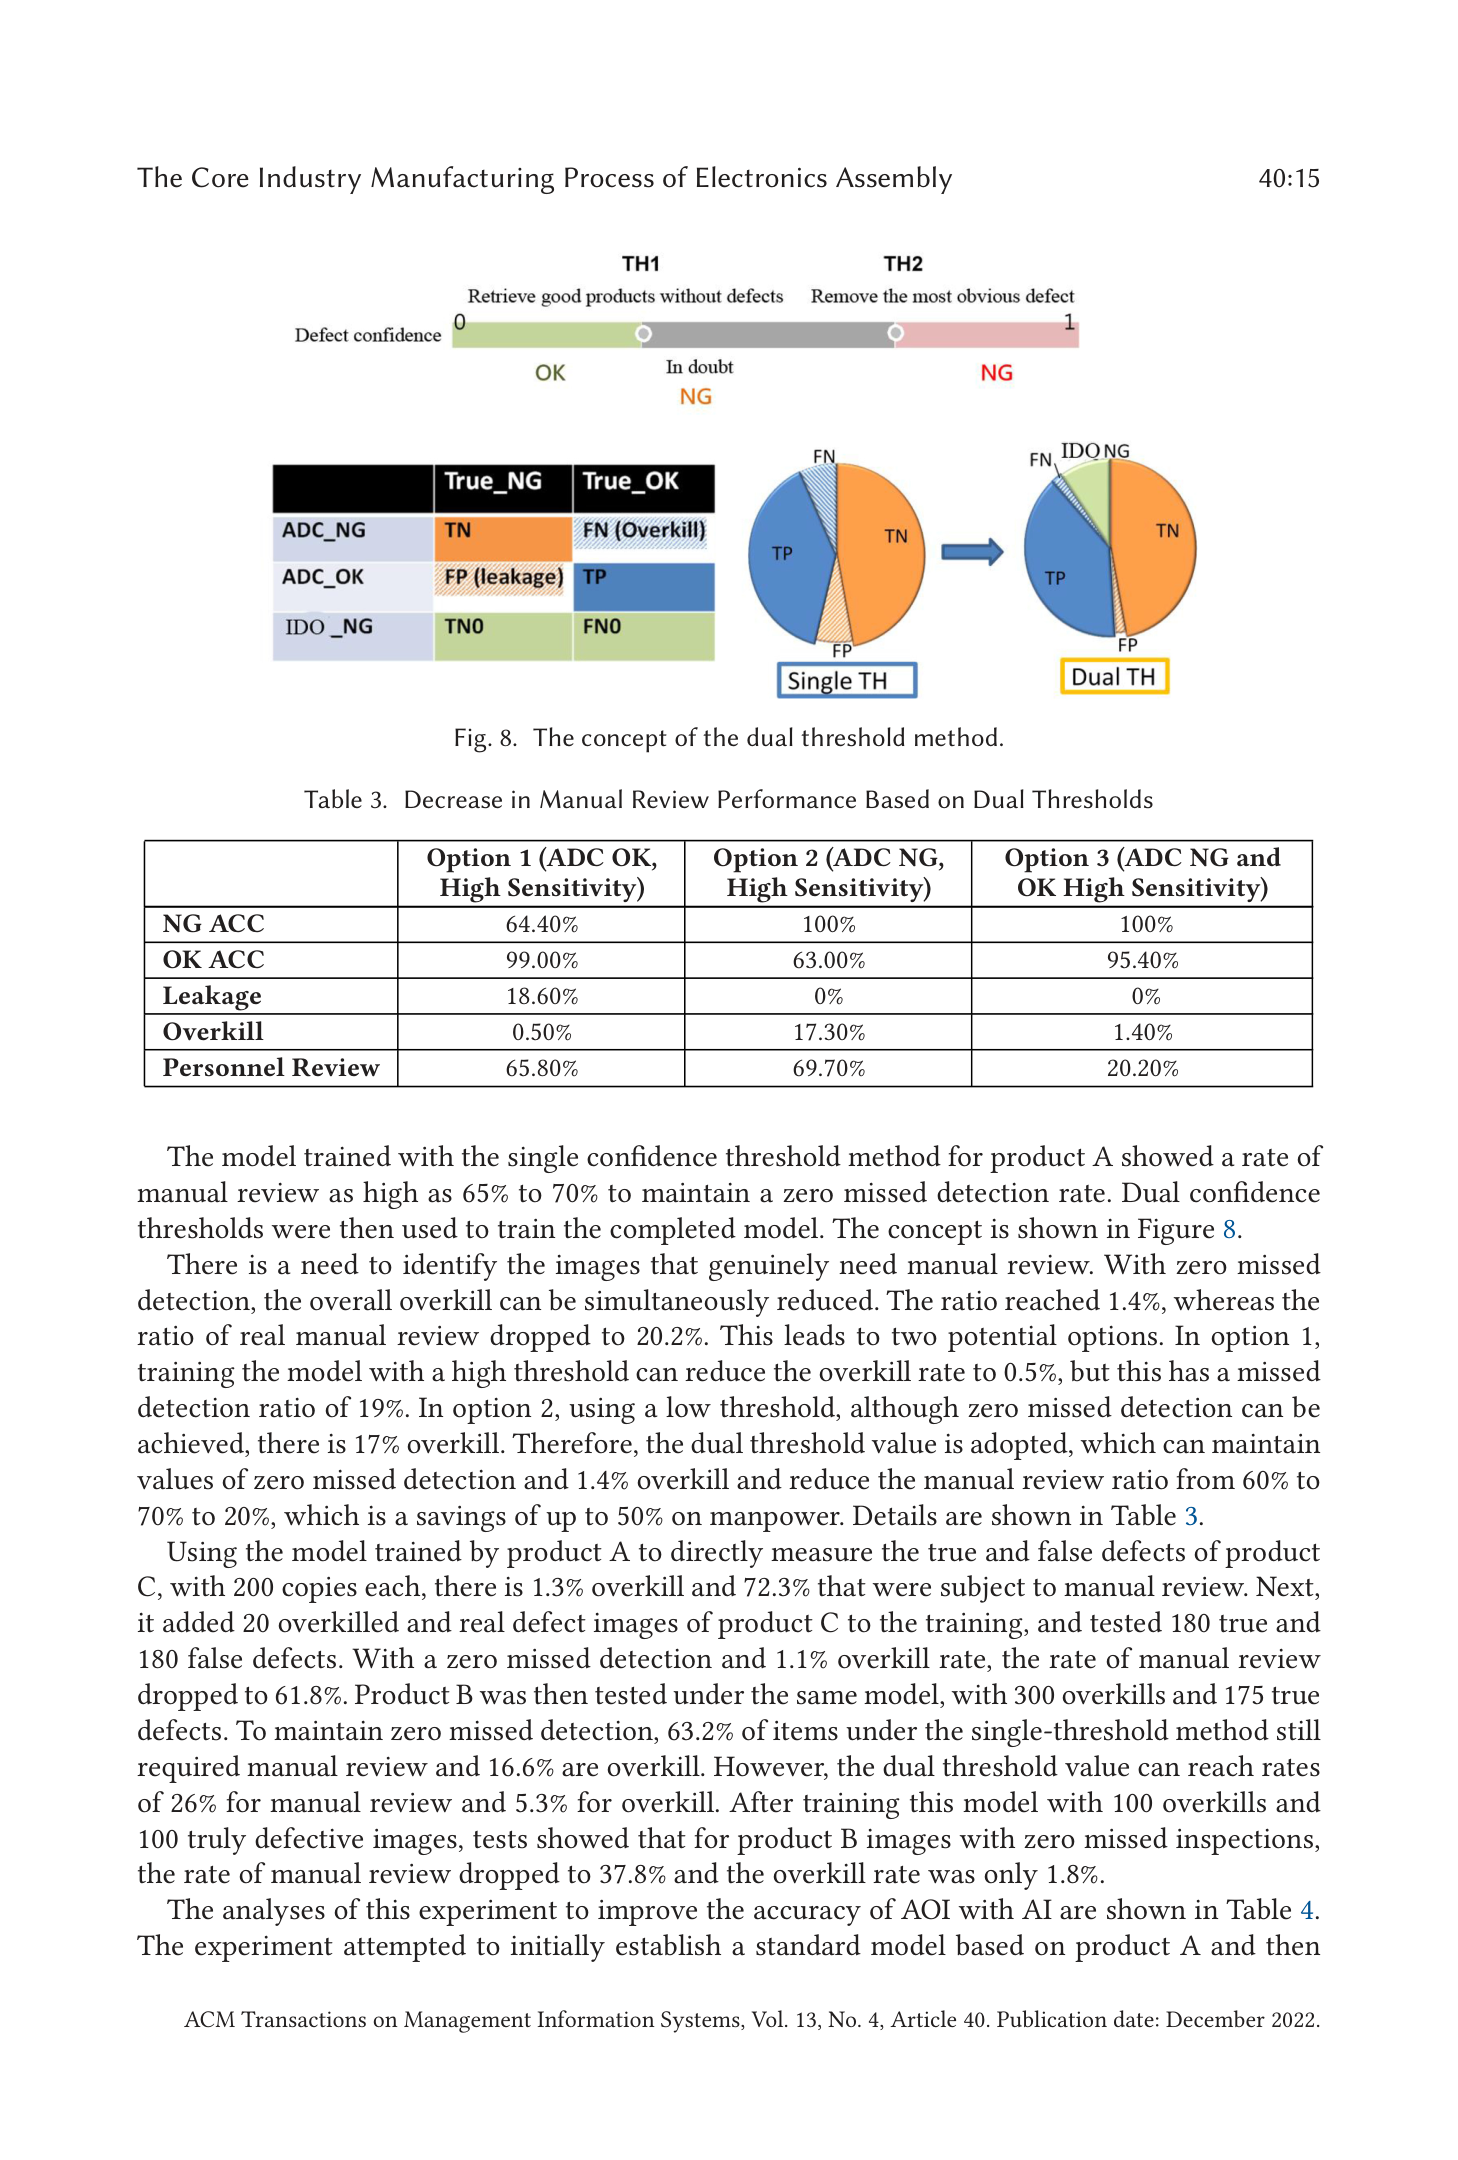 The Core Industry Manufacturing Process of Electronics Assembly 40:15
TH1 TH2
Retrieve good products without defects Remove the most obvious defect
0 1
Defect confidence
OK In doubt NG
NG
True_NG True_OK
ADC_NG TN FN (Overkill)
ADC_OK FP (leakage) TP
IDO _NG TN0 FN0
FN
TN
TP
FP
Single TH
FN IDO NG
TN
TP
FP
Dual TH
Fig. 8. The concept of the dual threshold method.
Table 3. Decrease in Manual Review Performance Based on Dual Thresholds
Option 1 (ADC OK, Option 2 (ADC NG, Option 3 (ADC NG and
High Sensitivity) High Sensitivity) OK High Sensitivity)
NG ACC 64.40% 100% 100%
OK ACC 99.00% 63.00% 95.40%
Leakage 18.60% 0% 0%
Overkill 0.50% 17.30% 1.40%
Personnel Review 65.80% 69.70% 20.20%
The model trained with the single confidence threshold method for product A showed a rate of
manual review as high as 65% to 70% to maintain a zero missed detection rate. Dual confidence
thresholds were then used to train the completed model. The concept is shown in Figure 8.
There is a need to identify the images that genuinely need manual review. With zero missed
detection, the overall overkill can be simultaneously reduced. The ratio reached 1.4%, whereas the
ratio of real manual review dropped to 20.2%. This leads to two potential options. In option 1,
training the model with a high threshold can reduce the overkill rate to 0.5%, but this has a missed
detection ratio of 19%. In option 2, using a low threshold, although zero missed detection can be
achieved, there is 17% overkill. Therefore, the dual threshold value is adopted, which can maintain
values of zero missed detection and 1.4% overkill and reduce the manual review ratio from 60% to
70% to 20%, which is a savings of up to 50% on manpower. Details are shown in Table 3.
Using the model trained by product A to directly measure the true and false defects of product
C, with 200 copies each, there is 1.3% overkill and 72.3% that were subject to manual review. Next,
it added 20 overkilled and real defect images of product C to the training, and tested 180 true and
180 false defects. With a zero missed detection and 1.1% overkill rate, the rate of manual review
dropped to 61.8%. Product B was then tested under the same model, with 300 overkills and 175 true
defects. To maintain zero missed detection, 63.2% of items under the single-threshold method still
required manual review and 16.6% are overkill. However, the dual threshold value can reach rates
of 26% for manual review and 5.3% for overkill. After training this model with 100 overkills and
100 truly defective images, tests showed that for product B images with zero missed inspections,
the rate of manual review dropped to 37.8% and the overkill rate was only 1.8%.
The analyses of this experiment to improve the accuracy of AOI with AI are shown in Table 4.
The experiment attempted to initially establish a standard model based on product A and then
ACM Transactions on Management Information Systems, Vol. 13, No. 4, Article 40. Publication date: December 2022.